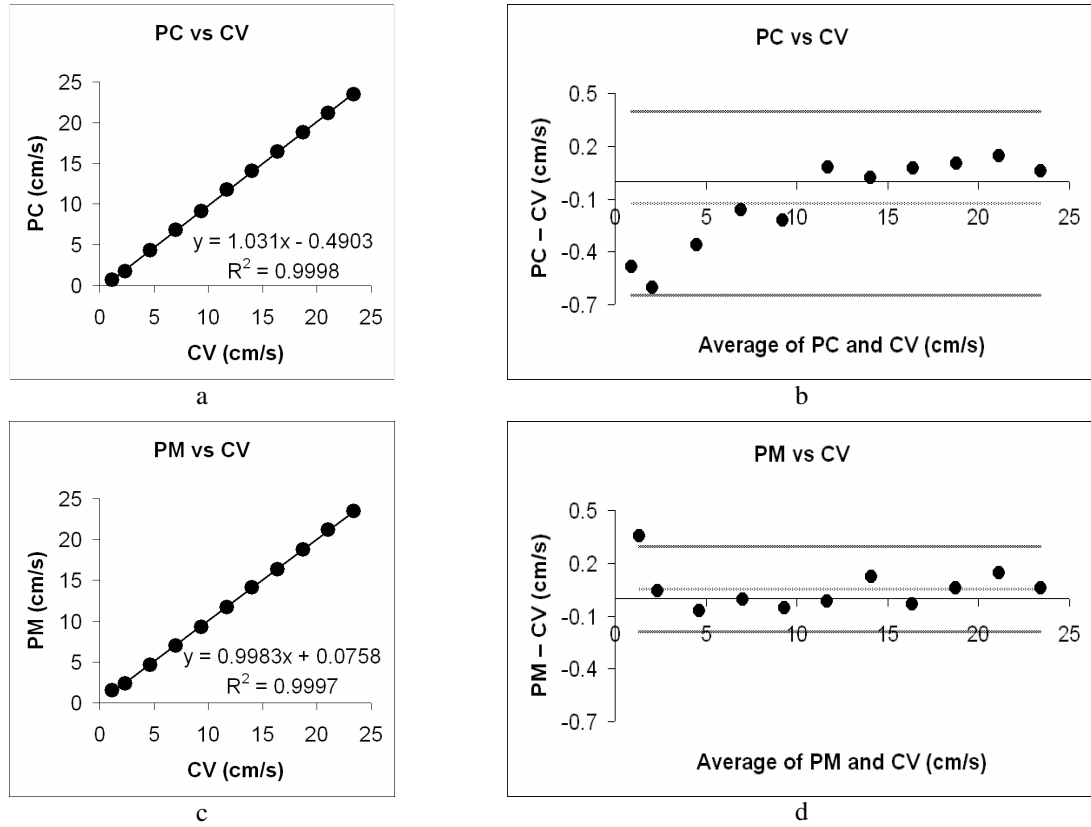 PC vs CV
25
20
15
10
5
0
PC (cm/s)
y = 1.031x - 0.4903
R² = 0.9998
0 5 10 15 20 25
CV (cm/s)
a
PC vs CV
0.5
0.2
-0.1
-0.4
-0.7
PC – CV (cm/s)
0 5 10 15 20 25
Average of PC and CV (cm/s)
b
PM vs CV
25
20
15
10
5
0
PM (cm/s)
y = 0.9983x + 0.0758
R² = 0.9997
0 5 10 15 20 25
CV (cm/s)
c
PM vs CV
0.5
0.2
-0.1
-0.4
-0.7
PM – CV (cm/s)
0 5 10 15 20 25
Average of PM and CV (cm/s)
d